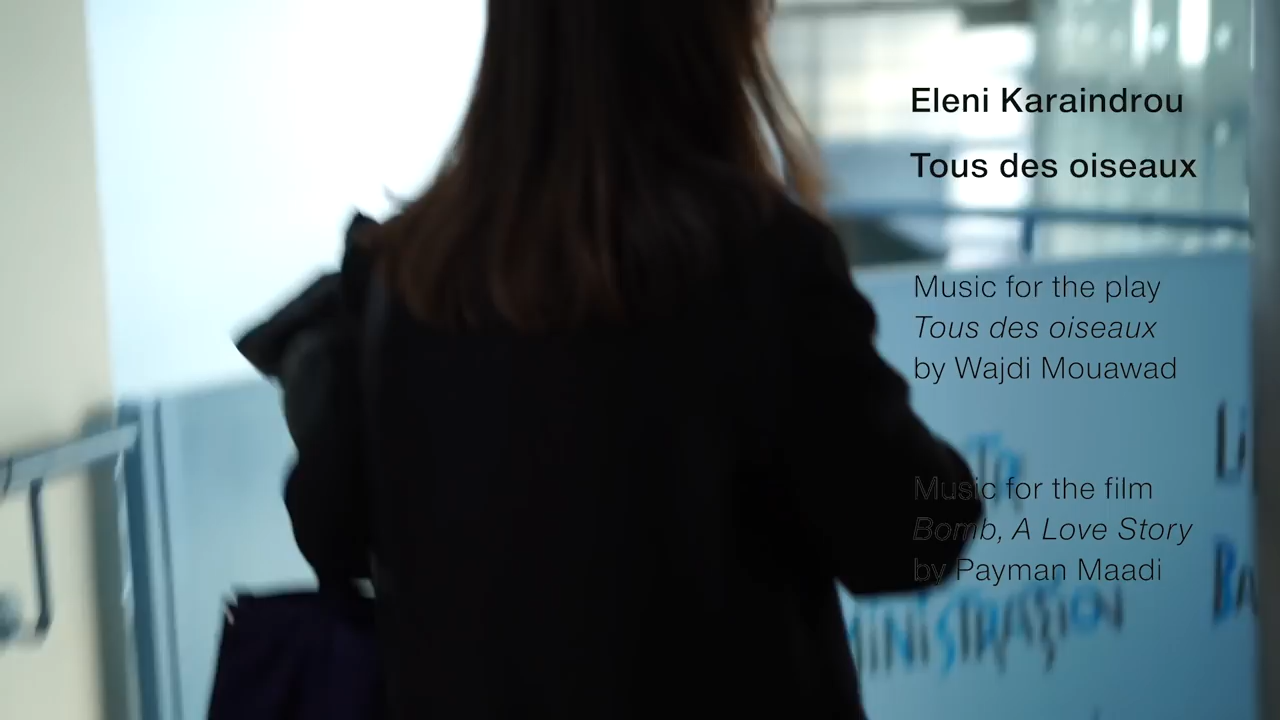 Eleni Karaindrou
Tous des oiseaux
Music for the play
Tous des oiseaux
by Wajdi Mouawad
Music for the film
Bomb, A Love Story
by Payman Maadi